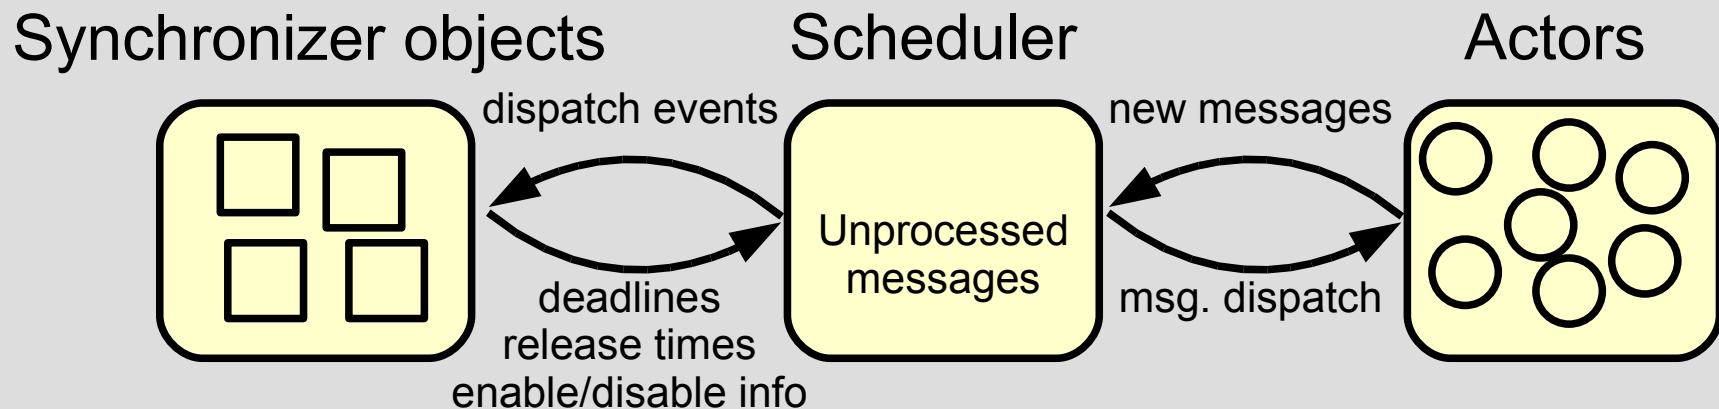 Synchronizer objects
Scheduler
Actors
dispatch events
new messages
Unprocessed
messages
deadlines
release times
enable/disable info
msg. dispatch